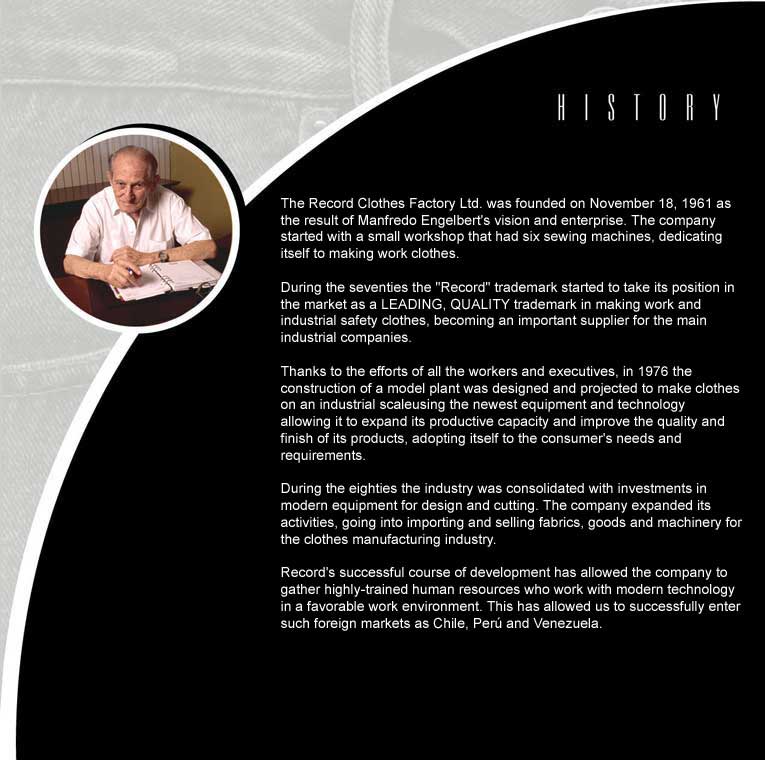 HISTORY
The Record Clothes Factory Ltd. was founded on November 18, 1961 as
the result of Manfredo Engelbert's vision and enterprise. The company
started with a small workshop that had six sewing machines, dedicating
itself to making work clothes.
During the seventies the "Record" trademark started to take its position in
the market as a LEADING, QUALITY trademark in making work and
industrial safety clothes, becoming an important supplier for the main
industrial companies.
Thanks to the efforts of all the workers and executives, in 1976 the
construction of a model plant was designed and projected to make clothes
on an industrial scaleusing the newest equipment and technology
allowing it to expand its productive capacity and improve the quality and
finish of its products, adopting itself to the consumer's needs and
requirements.
During the eighties the industry was consolidated with investments in
modern equipment for design and cutting. The company expanded its
activities, going into importing and selling fabrics, goods and machinery for
the clothes manufacturing industry.
Record's successful course of development has allowed the company to
gather highly-trained human resources who work with modern technology
in a favorable work environment. This has allowed us to successfully enter
such foreign markets as Chile, Perú and Venezuela.